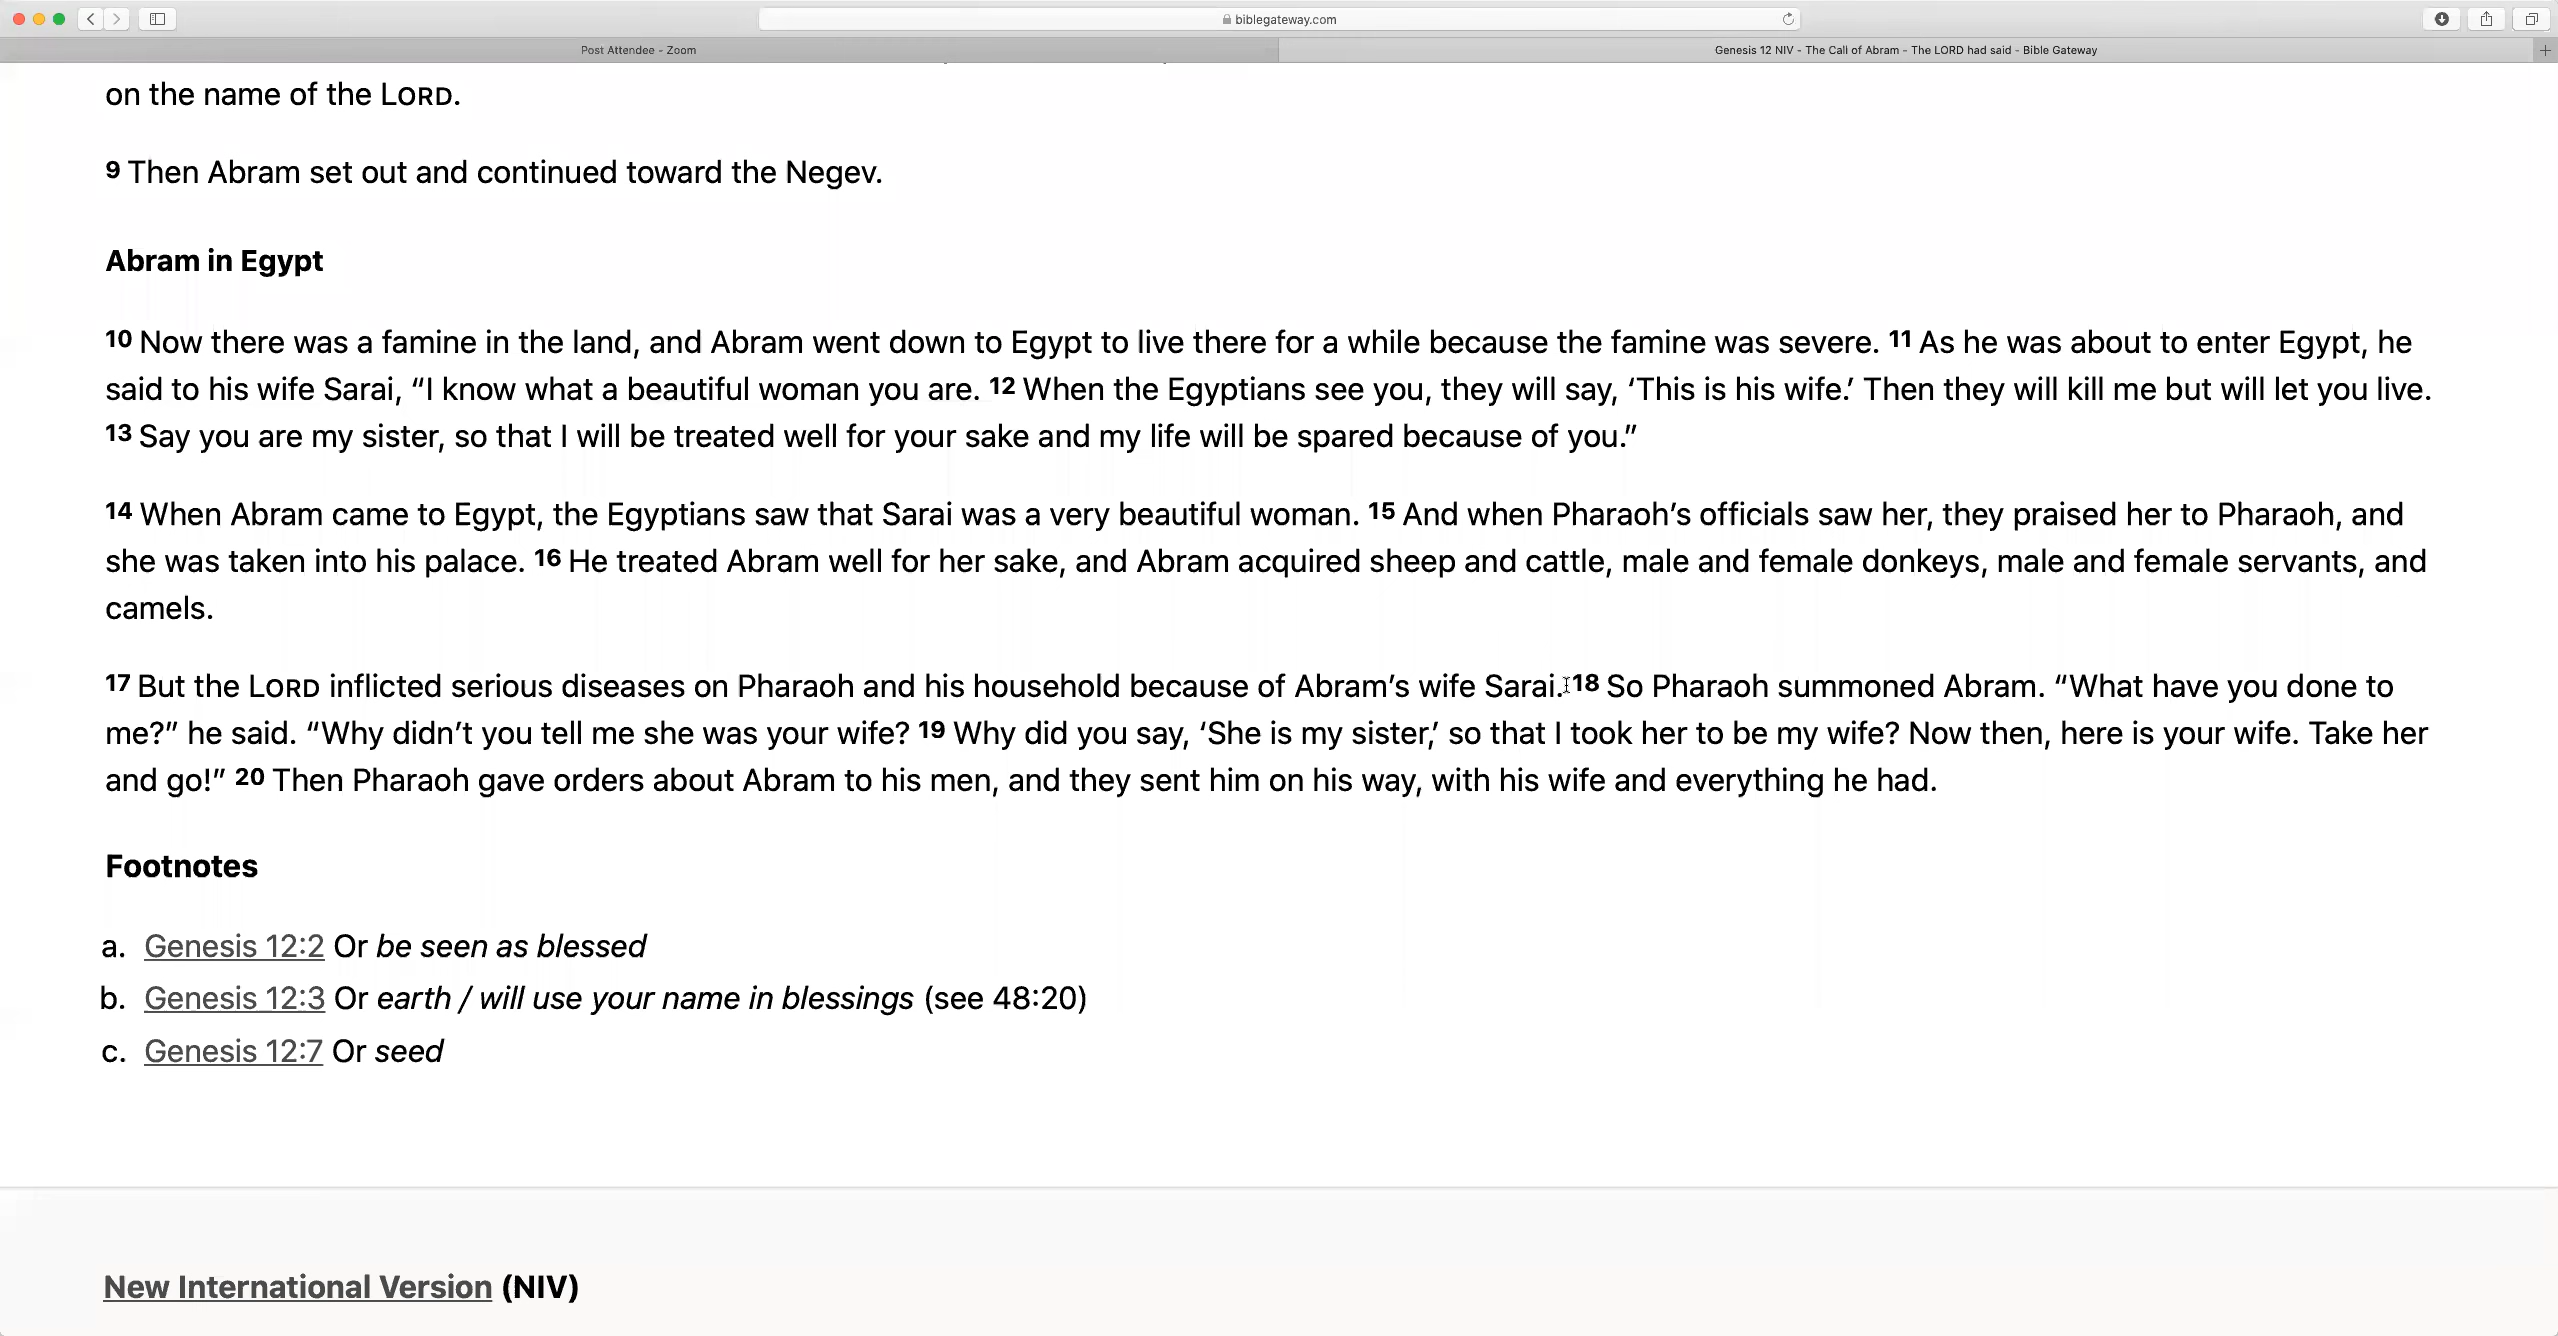 biblegateway.com
Post Attendee - Zoom
Genesis 12 NIV - The Call of Abram - The LORD had said - Bible Gateway
on the name of the LORD.
9 Then Abram set out and continued toward the Negev.
Abram in Egypt
10 Now there was a famine in the land, and Abram went down to Egypt to live there for a while because the famine was severe. 11 As he was about to enter Egypt, he
said to his wife Sarai, “I know what a beautiful woman you are. 12 When the Egyptians see you, they will say, ‘This is his wife.’ Then they will kill me but will let you live.
13 Say you are my sister, so that I will be treated well for your sake and my life will be spared because of you.”
14 When Abram came to Egypt, the Egyptians saw that Sarai was a very beautiful woman. 15 And when Pharaoh’s officials saw her, they praised her to Pharaoh, and
she was taken into his palace. 16 He treated Abram well for her sake, and Abram acquired sheep and cattle, male and female donkeys, male and female servants, and
camels.
17 But the LORD inflicted serious diseases on Pharaoh and his household because of Abram’s wife Sarai. 18 So Pharaoh summoned Abram. “What have you done to
me?” he said. “Why didn’t you tell me she was your wife? 19 Why did you say, ‘She is my sister,’ so that I took her to be my wife? Now then, here is your wife. Take her
and go!” 20 Then Pharaoh gave orders about Abram to his men, and they sent him on his way, with his wife and everything he had.
Footnotes
a. Genesis 12:2 Or be seen as blessed
b. Genesis 12:3 Or earth / will use your name in blessings (see 48:20)
c. Genesis 12:7 Or seed
New International Version (NIV)